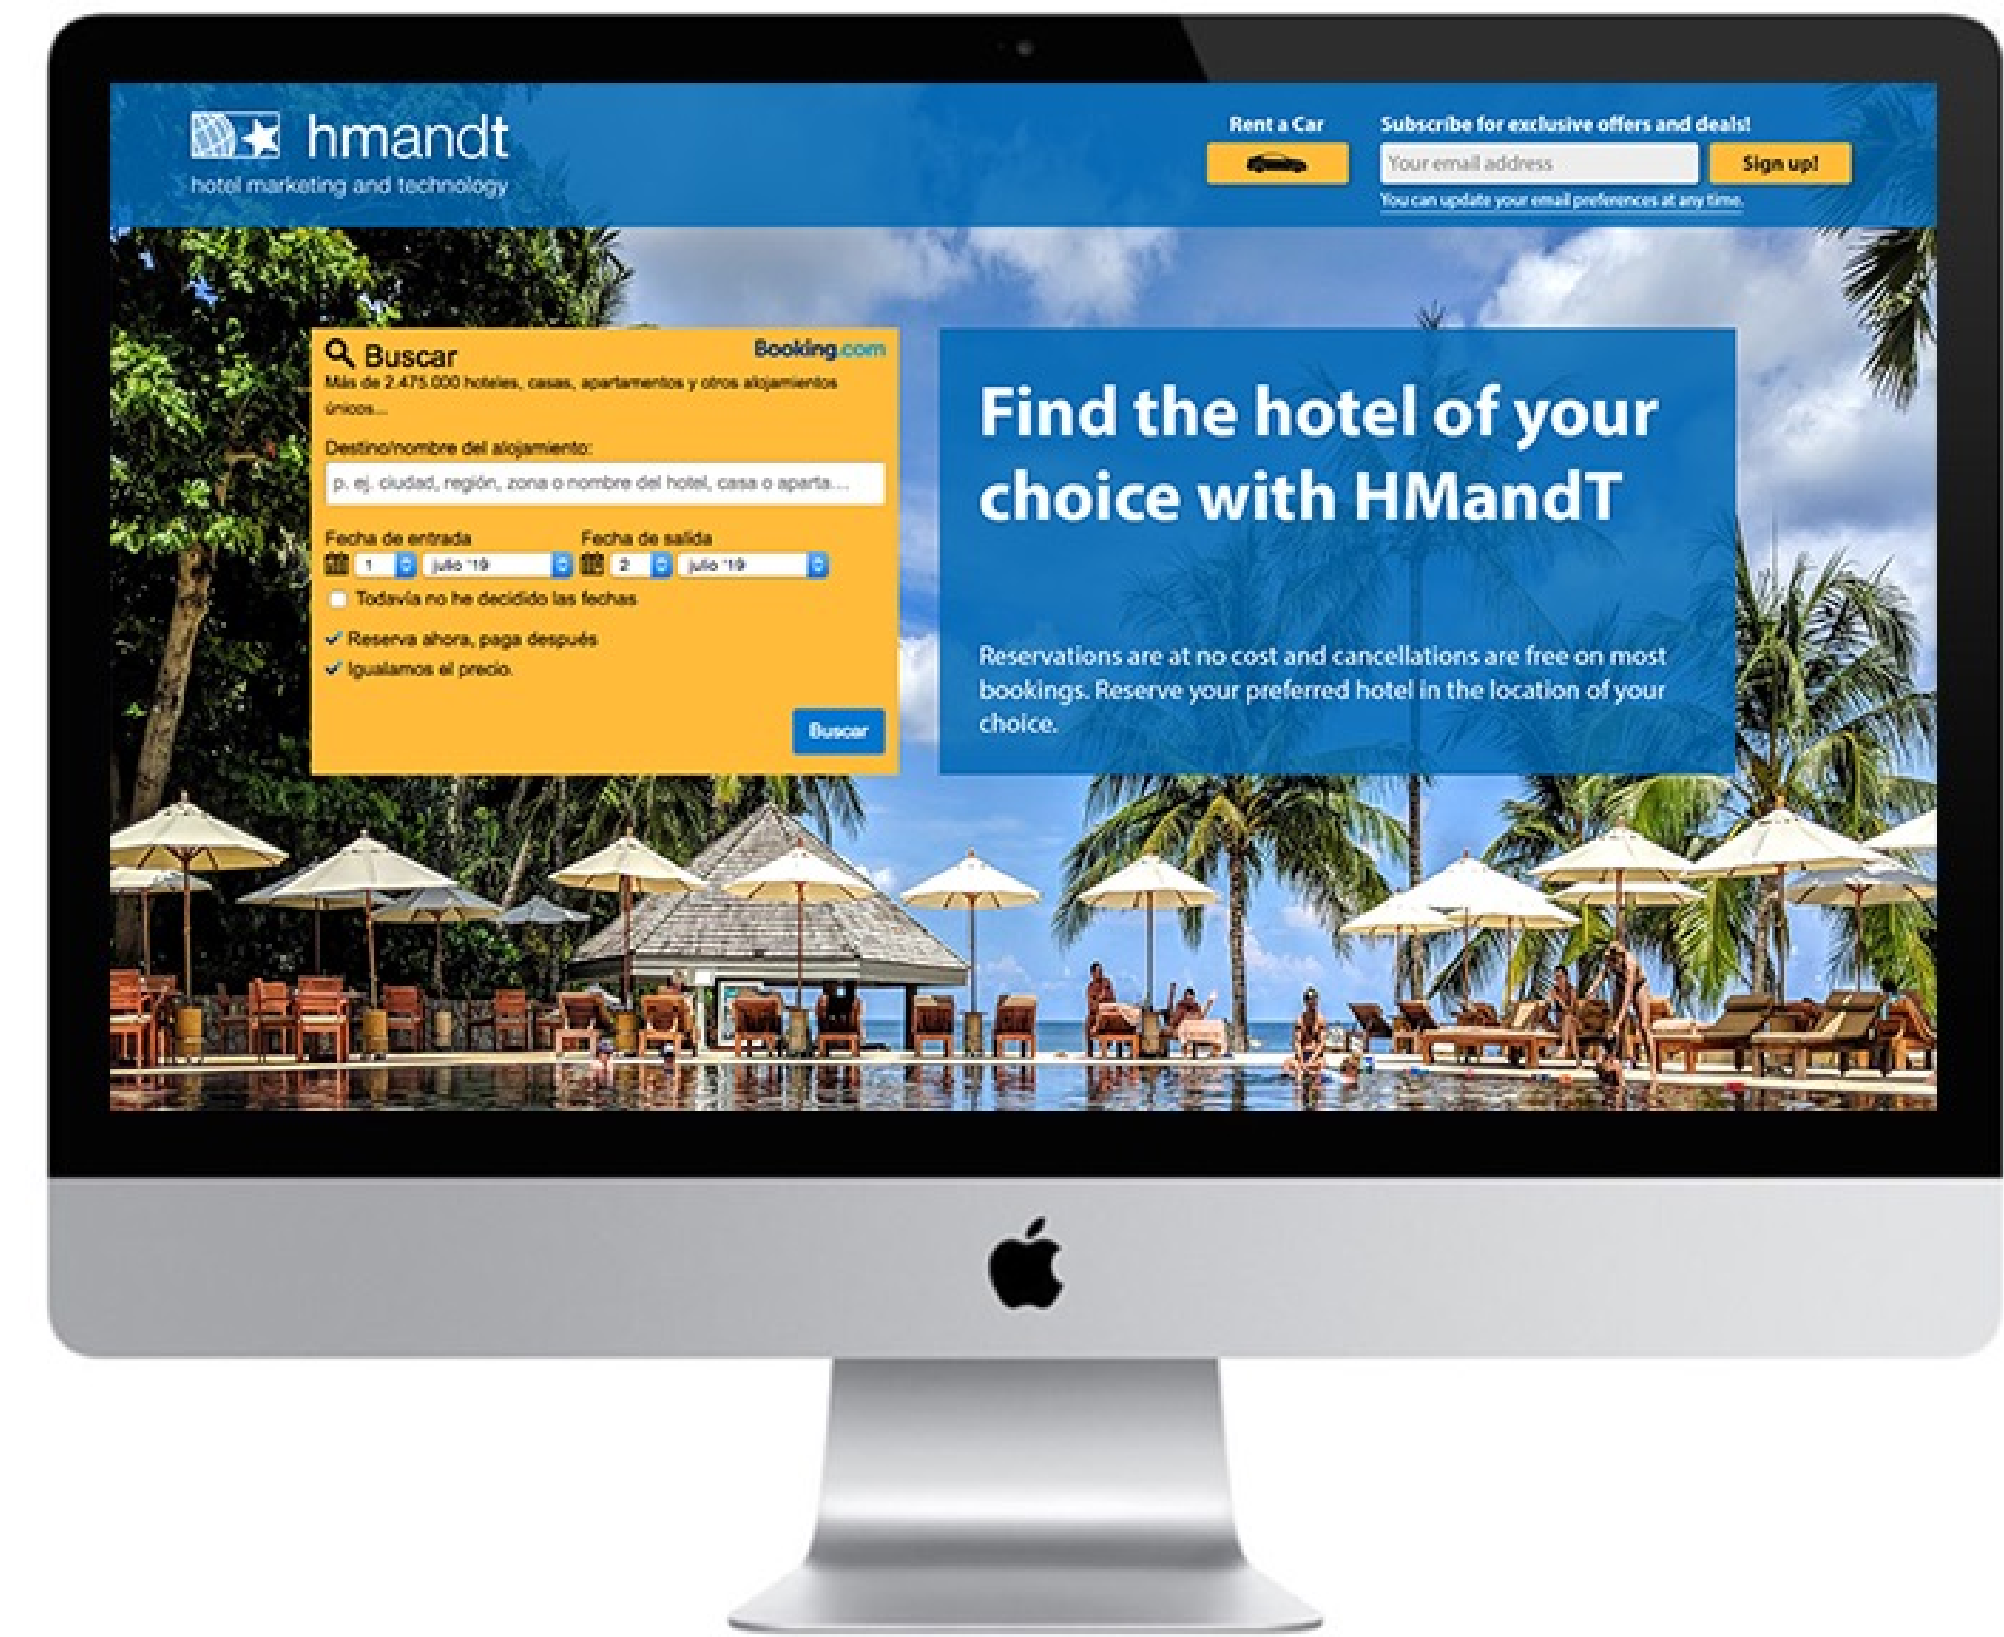 hmandt
hotel marketing and technology
Rent a Car
Subscribe for exclusive offers and deals!
Your email address
Sign up!
You can update your email preferences at any time.
Buscar
Booking.com
Más de 2.475.000 hoteles, casas, apartamentos y otros alojamientos
únicos...
Destino/nombre del alojamiento:
p. ej. ciudad, región, zona o nombre del hotel, casa o aparta...
Fecha de entrada
Fecha de salida
1 julio '19 2 julio '19
Todavía no he decidido las fechas
Reserva ahora, paga después
Igualamos el precio.
Buscar
Find the hotel of your
choice with HMandT
Reservations are at no cost and cancellations are free on most
bookings. Reserve your preferred hotel in the location of your
choice.